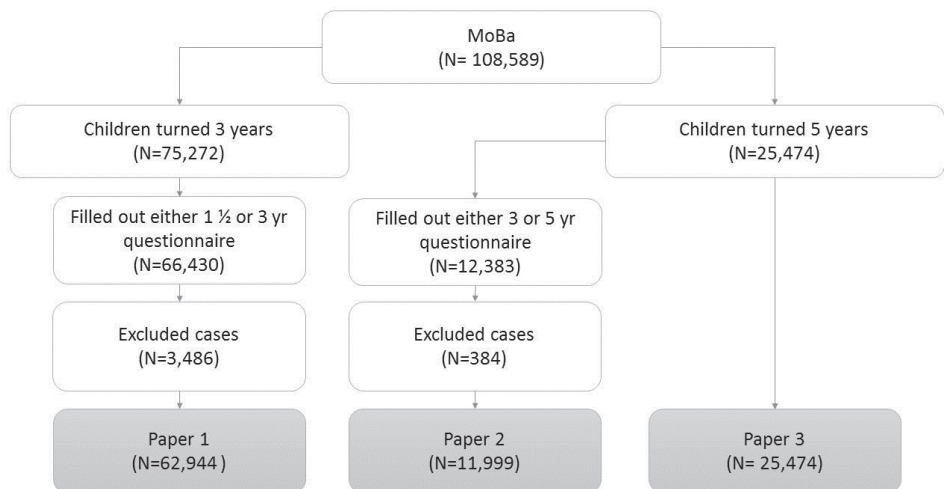 MoBa
(N= 108,589)
Children turned 3 years
(N=75,272)
Children turned 5 years
(N=25,474)
Filled out either 1 ½ or 3 yr
questionnaire
(N=66,430)
Filled out either 3 or 5 yr
questionnaire
(N=12,383)
Excluded cases
(N=3,486)
Excluded cases
(N=384)
Paper 1
(N=62,944 )
Paper 2
(N=11,999)
Paper 3
(N= 25,474)